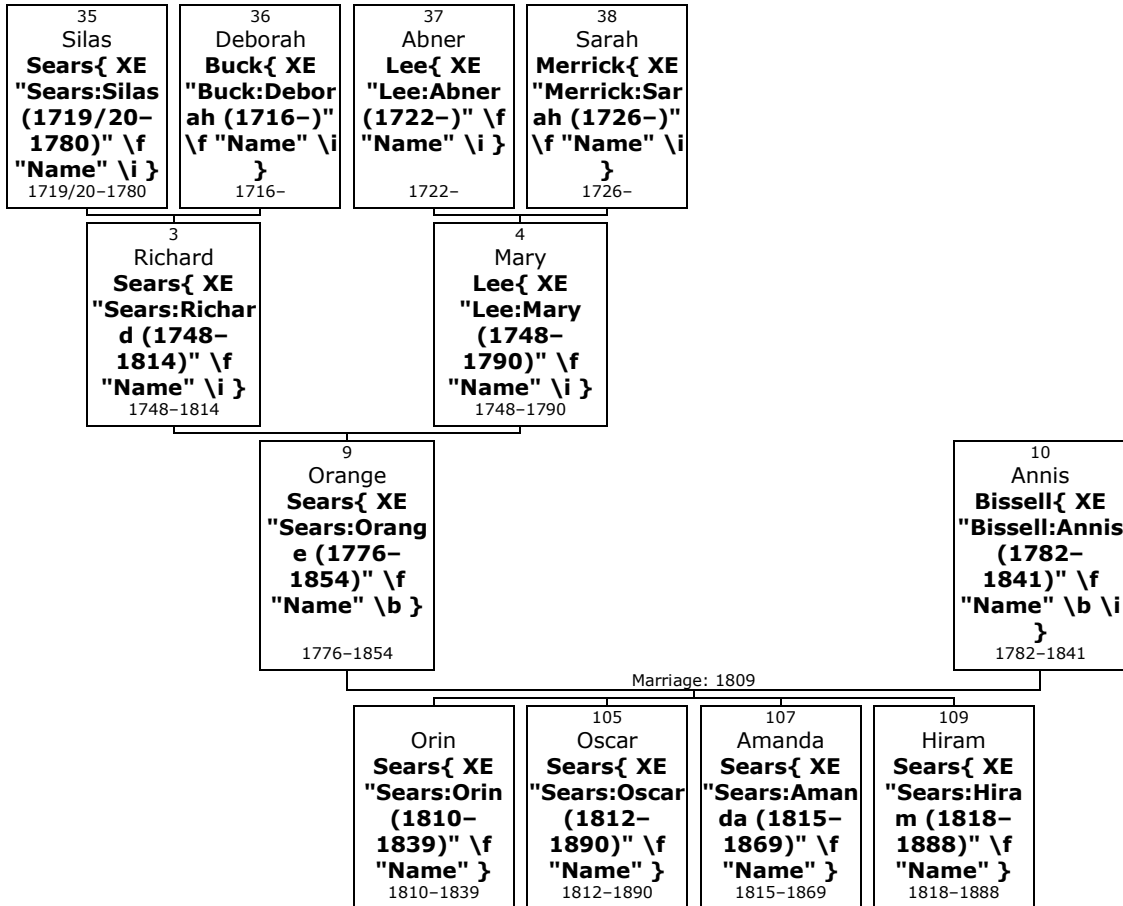 35
Silas
Sears{ XE
"Sears:Silas
(1719/20–
1780)" \f
"Name" \i }
1719/20–1780
36
Deborah
Buck{ XE
"Buck:Debor
ah (1716–)"
\f "Name" \i
}
1716–
37
Abner
Lee{ XE
"Lee:Abner
(1722–)" \f
"Name" \i }
1722–
38
Sarah
Merrick{ XE
"Merrick:Sar
ah (1726–)"
\f "Name" \i
}
1726–
3
Richard
Sears{ XE
"Sears:Richar
d (1748–
1814)" \f
"Name" \i }
1748–1814
4
Mary
Lee{ XE
"Lee:Mary
(1748–
1790)" \f
"Name" \i }
1748–1790
9
Orange
Sears{ XE
"Sears:Orang
e (1776–
1854)" \f
"Name" \b }
1776–1854
10
Annis
Bissell{ XE
"Bissell:Annis
(1782–
1841)" \f
"Name" \b \i
}
1782–1841
Marriage: 1809
Orin
Sears{ XE
"Sears:Orin
(1810–
1839)" \f
"Name" }
1810–1839
105
Oscar
Sears{ XE
"Sears:Oscar
(1812–
1890)" \f
"Name" }
1812–1890
107
Amanda
Sears{ XE
"Sears:Aman
da (1815–
1869)" \f
"Name" }
1815–1869
109
Hiram
Sears{ XE
"Sears:Hira
m (1818–
1888)" \f
"Name" }
1818–1888